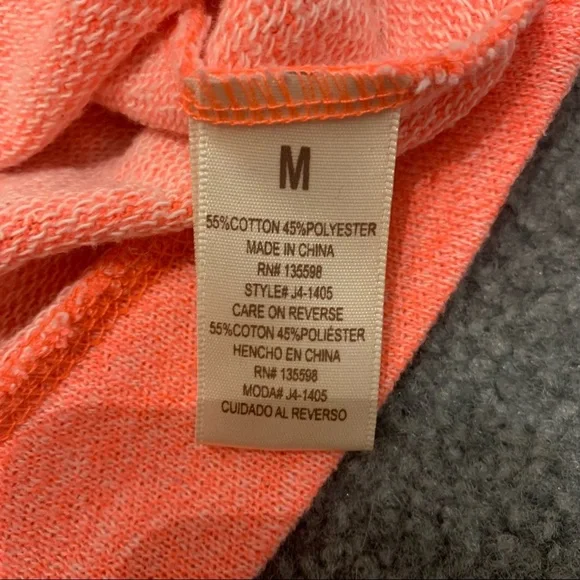 M
55%COTTON 45%POLYESTER
MADE IN CHINA
RN# 135598
STYLE# J4-1405
CARE ON REVERSE
55%COTON 45%POLIÉSTER
HENCHO EN CHINA
RN# 135598
MODA# J4-1405
CUIDADO AL REVERSO